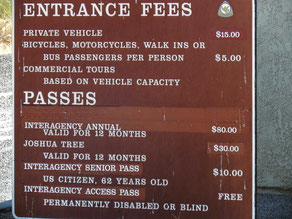 ENTRANCE FEES
PRIVATE VEHICLE $15.00
BICYCLES, MOTORCYCLES, WALK INS OR
BUS PASSENGERS PER PERSON $5.00
COMMERCIAL TOURS
BASED ON VEHICLE CAPACITY
PASSES
INTERAGENCY ANNUAL $80.00
VALID FOR 12 MONTHS
JOSHUA TREE $30.00
VALID FOR 12 MONTHS
INTERAGENCY SENIOR PASS $10.00
US CITIZEN, 62 YEARS OLD
INTERAGENCY ACCESS PASS FREE
PERMANENTLY DISABLED OR BLIND